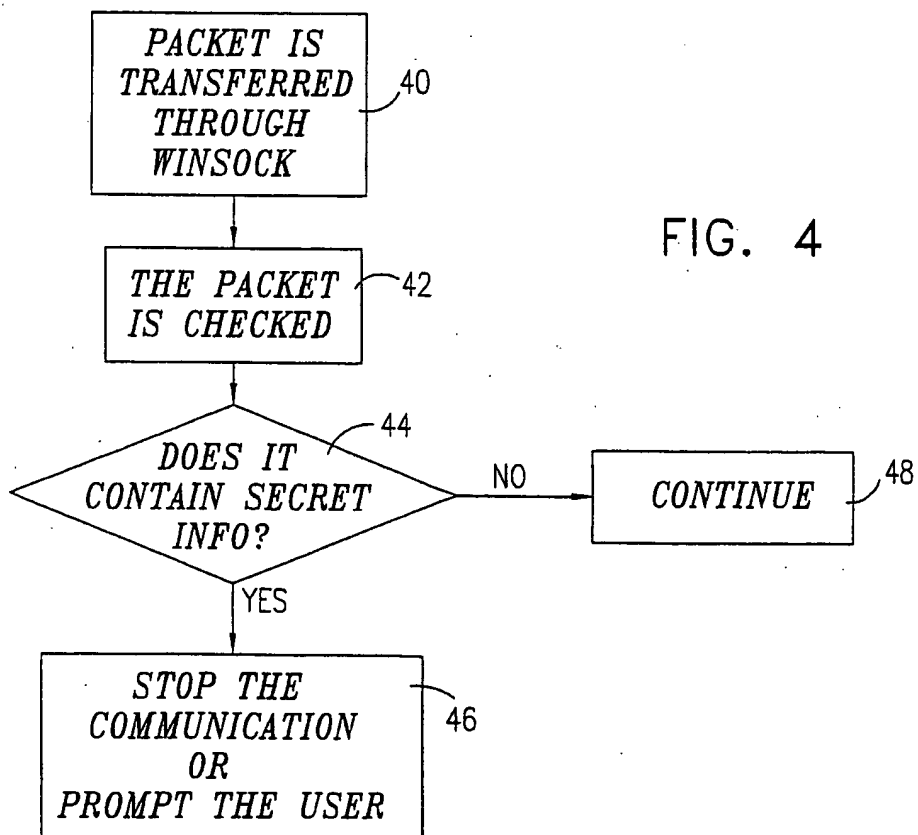 PACKET IS
TRANSFERRED
THROUGH
WINSOCK
40
FIG. 4
THE PACKET
IS CHECKED
42
44
DOES IT
CONTAIN SECRET
INFO?
NO
CONTINUE
48
YES
STOP THE
COMMUNICATION
OR
PROMPT THE USER
46